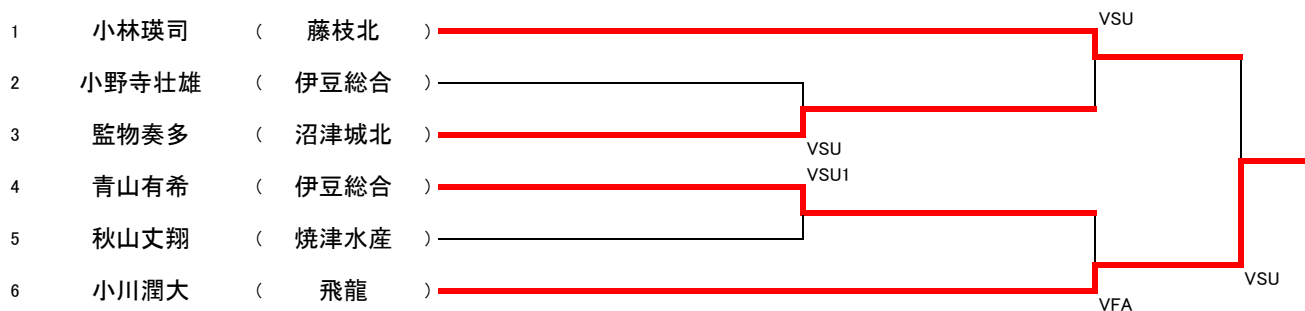 1 小林瑛司 ( 藤枝北 ) VSU
2 小野寺壮雄 ( 伊豆総合 )
3 監物奏多 ( 沼津城北 ) VSU
4 青山有希 ( 伊豆総合 ) VSU1
5 秋山丈翔 ( 焼津水産 )
6 小川潤大 ( 飛龍 ) VFA VSU